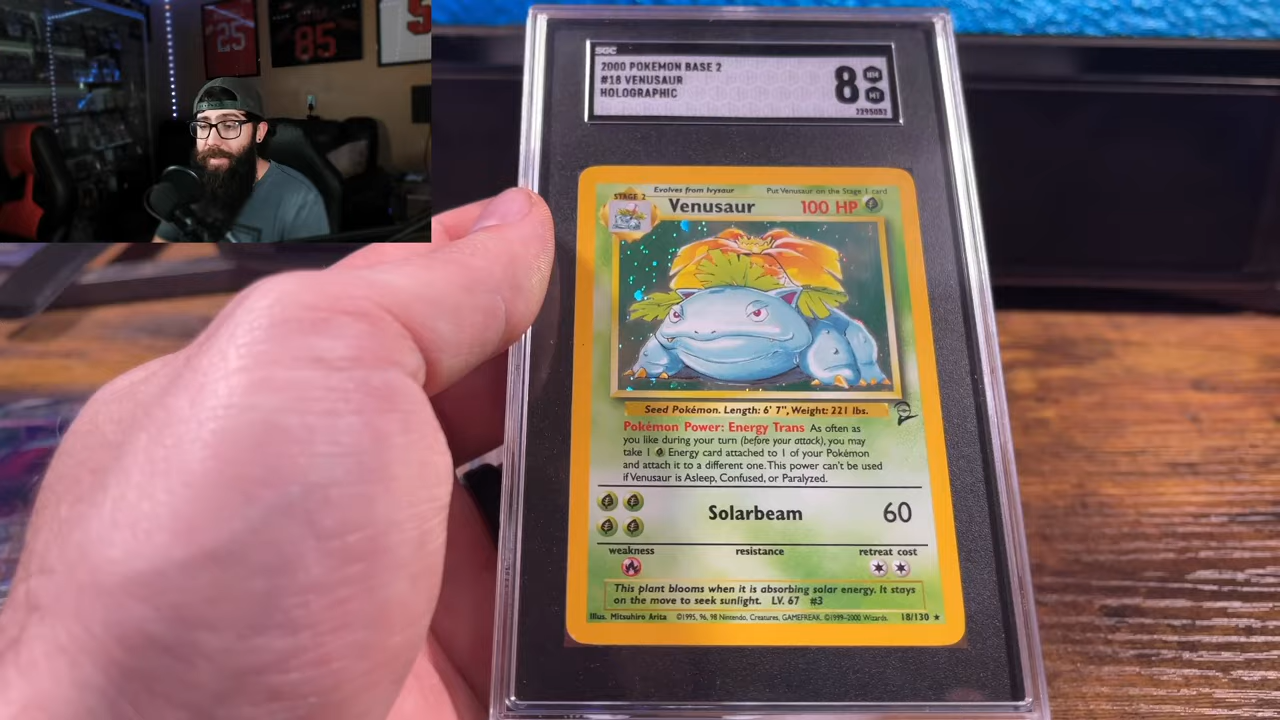 25
85
SGC
2000 POKEMON BASE 2
#18 VENUSAUR
HOLOGRAPHIC
8
NM
MT
Evolves from Ivysaur
Put Venusaur on the Stage 1 card
STAGE 2
Venusaur
100 HP
Seed Pokémon. Length: 6' 7", Weight: 221 lbs.
Pokémon Power: Energy Trans As often as
you like during your turn (before your attack), you may
take 1 Energy card attached to 1 of your Pokémon
and attach it to a different one. This power can't be used
if Venusaur is Asleep, Confused, or Paralyzed.
Solarbeam 60
weakness resistance retreat cost
This plant blooms when it is absorbing solar energy. It stays
on the move to seek sunlight. LV. 67 #3
Illus. Mitsuhiro Arita ©1995, 96, 98 Nintendo, Creatures, GAMEFREAK. ©1999-2000 Wizards. 18/130 ★